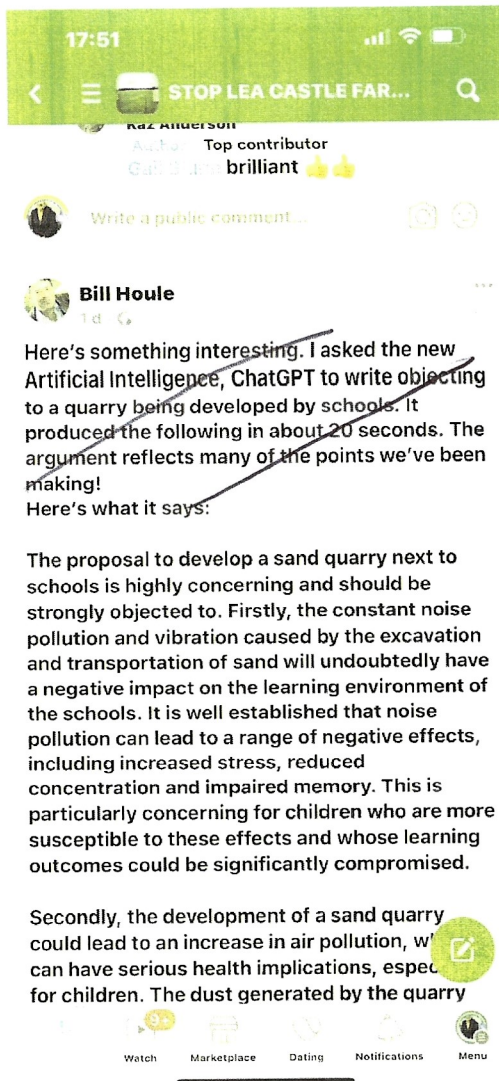 17:51
STOP LEA CASTLE FAR...
Kaz Anderson
Author Top contributor
brilliant 👍👍
Write a public comment...
Bill Houle
1 d
Here's something interesting. I asked the new
Artificial Intelligence, ChatGPT to write objecting
to a quarry being developed by schools. It
produced the following in about 20 seconds. The
argument reflects many of the points we've been
making!
Here's what it says:
The proposal to develop a sand quarry next to
schools is highly concerning and should be
strongly objected to. Firstly, the constant noise
pollution and vibration caused by the excavation
and transportation of sand will undoubtedly have
a negative impact on the learning environment of
the schools. It is well established that noise
pollution can lead to a range of negative effects,
including increased stress, reduced
concentration and impaired memory. This is
particularly concerning for children who are more
susceptible to these effects and whose learning
outcomes could be significantly compromised.
Secondly, the development of a sand quarry
could lead to an increase in air pollution, w
can have serious health implications, espec
for children. The dust generated by the quarry
9+
Watch Marketplace Dating Notifications Menu